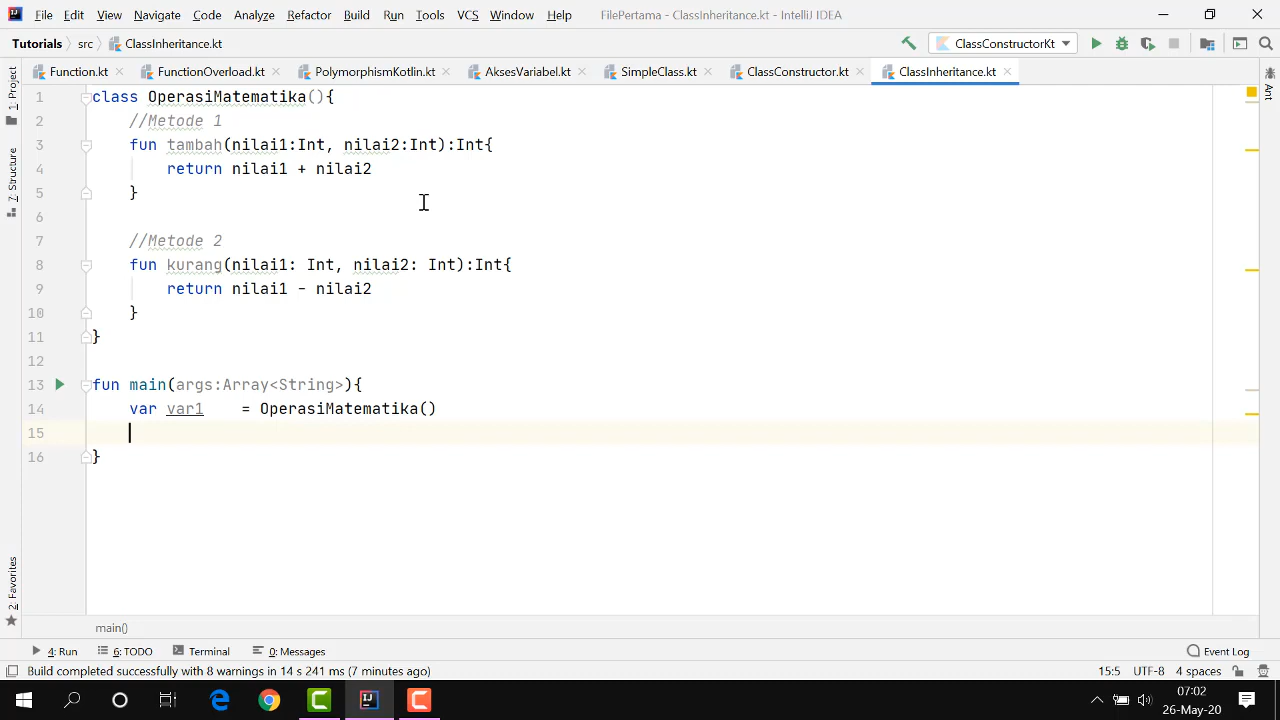 File Edit View Navigate Code Analyze Refactor Build Run Tools VCS Window Help FilePertama - ClassInheritance.kt - IntelliJ IDEA
Tutorials src ClassInheritance.kt ClassConstructorKt
Function.kt FunctionOverload.kt PolymorphismKotlin.kt AksesVariabel.kt SimpleClass.kt ClassConstructor.kt ClassInheritance.kt
1: Project
7: Structure
2: Favorites
Ant
1 class OperasiMatematika(){
2 //Metode 1
3 fun tambah(nilai1:Int, nilai2:Int):Int{
4 return nilai1 + nilai2
5 }
6
7 //Metode 2
8 fun kurang(nilai1: Int, nilai2: Int):Int{
9 return nilai1 - nilai2
10 }
11 }
12
13 fun main(args:Array<String>){
14 var var1 = OperasiMatematika()
15
16 }
main()
4: Run 6: TODO Terminal 0: Messages Event Log
Build completed successfully with 8 warnings in 14 s 241 ms (7 minutes ago) 15:5 UTF-8 4 spaces
07:02
26-May-20